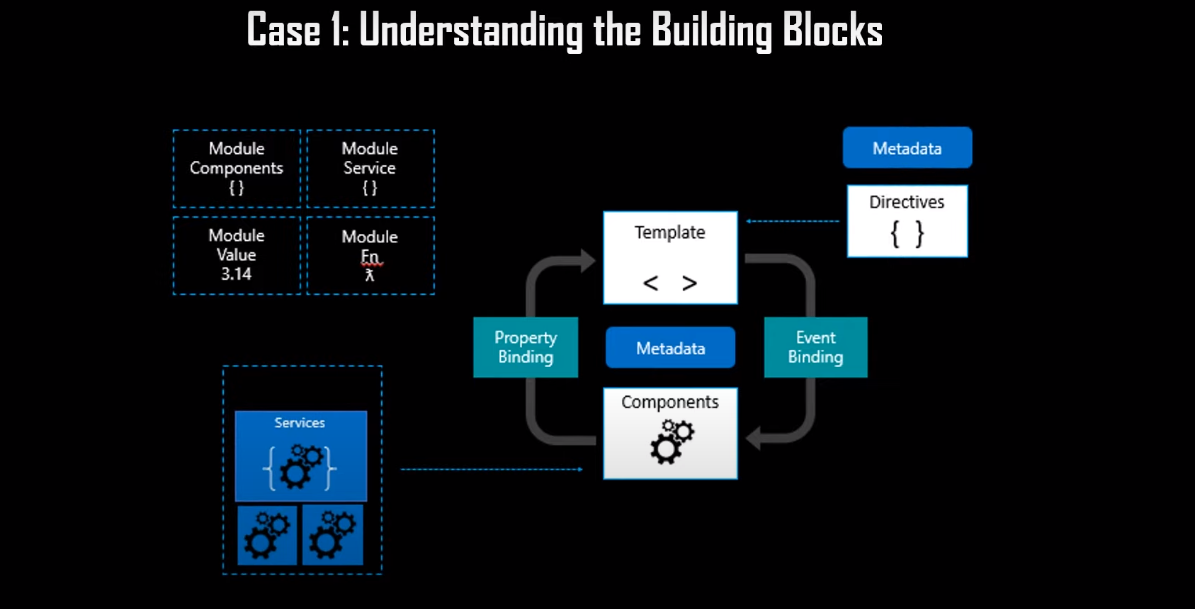 Case 1: Understanding the Building Blocks
Module
Components
{ }
Module
Service
{ }
Module
Value
3.14
Module
Fn
λ
Metadata
Directives
{ }
Template
< >
Property
Binding
Metadata
Event
Binding
Components
Services
{ }